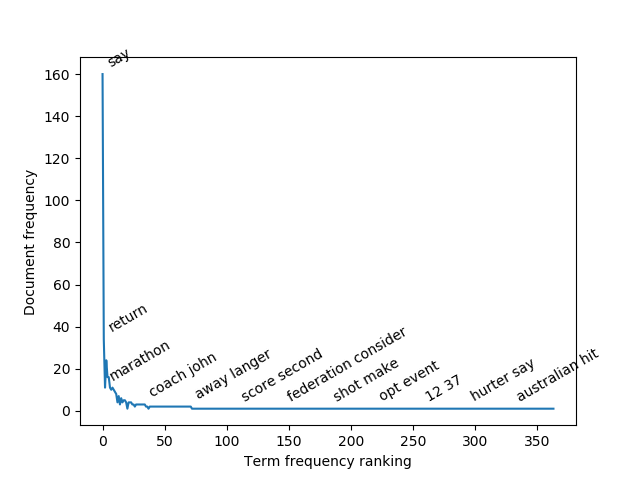 say
160
140
120
100
80
60
40
20
0
Document frequency
return
marathon
coach john
away langer
score second
federation consider
shot make
opt event
12 37
hurter say
australian hit
0 50 100 150 200 250 300 350
Term frequency ranking